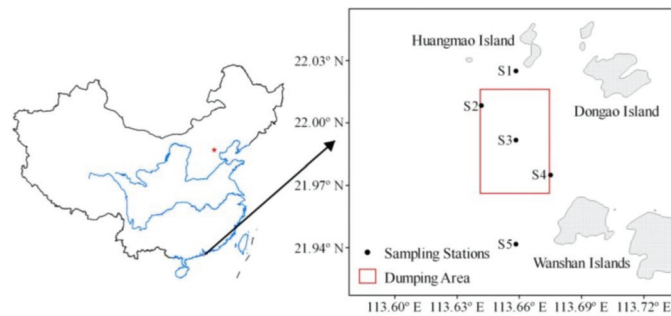 Huangmao Island
22.03° N
S1
Dongao Island
S2
22.00° N
S3
S4
21.97° N
21.94° N
S5
Sampling Stations
Wanshan Islands
Dumping Area
113.60° E 113.63° E 113.66° E 113.69° E 113.72° E